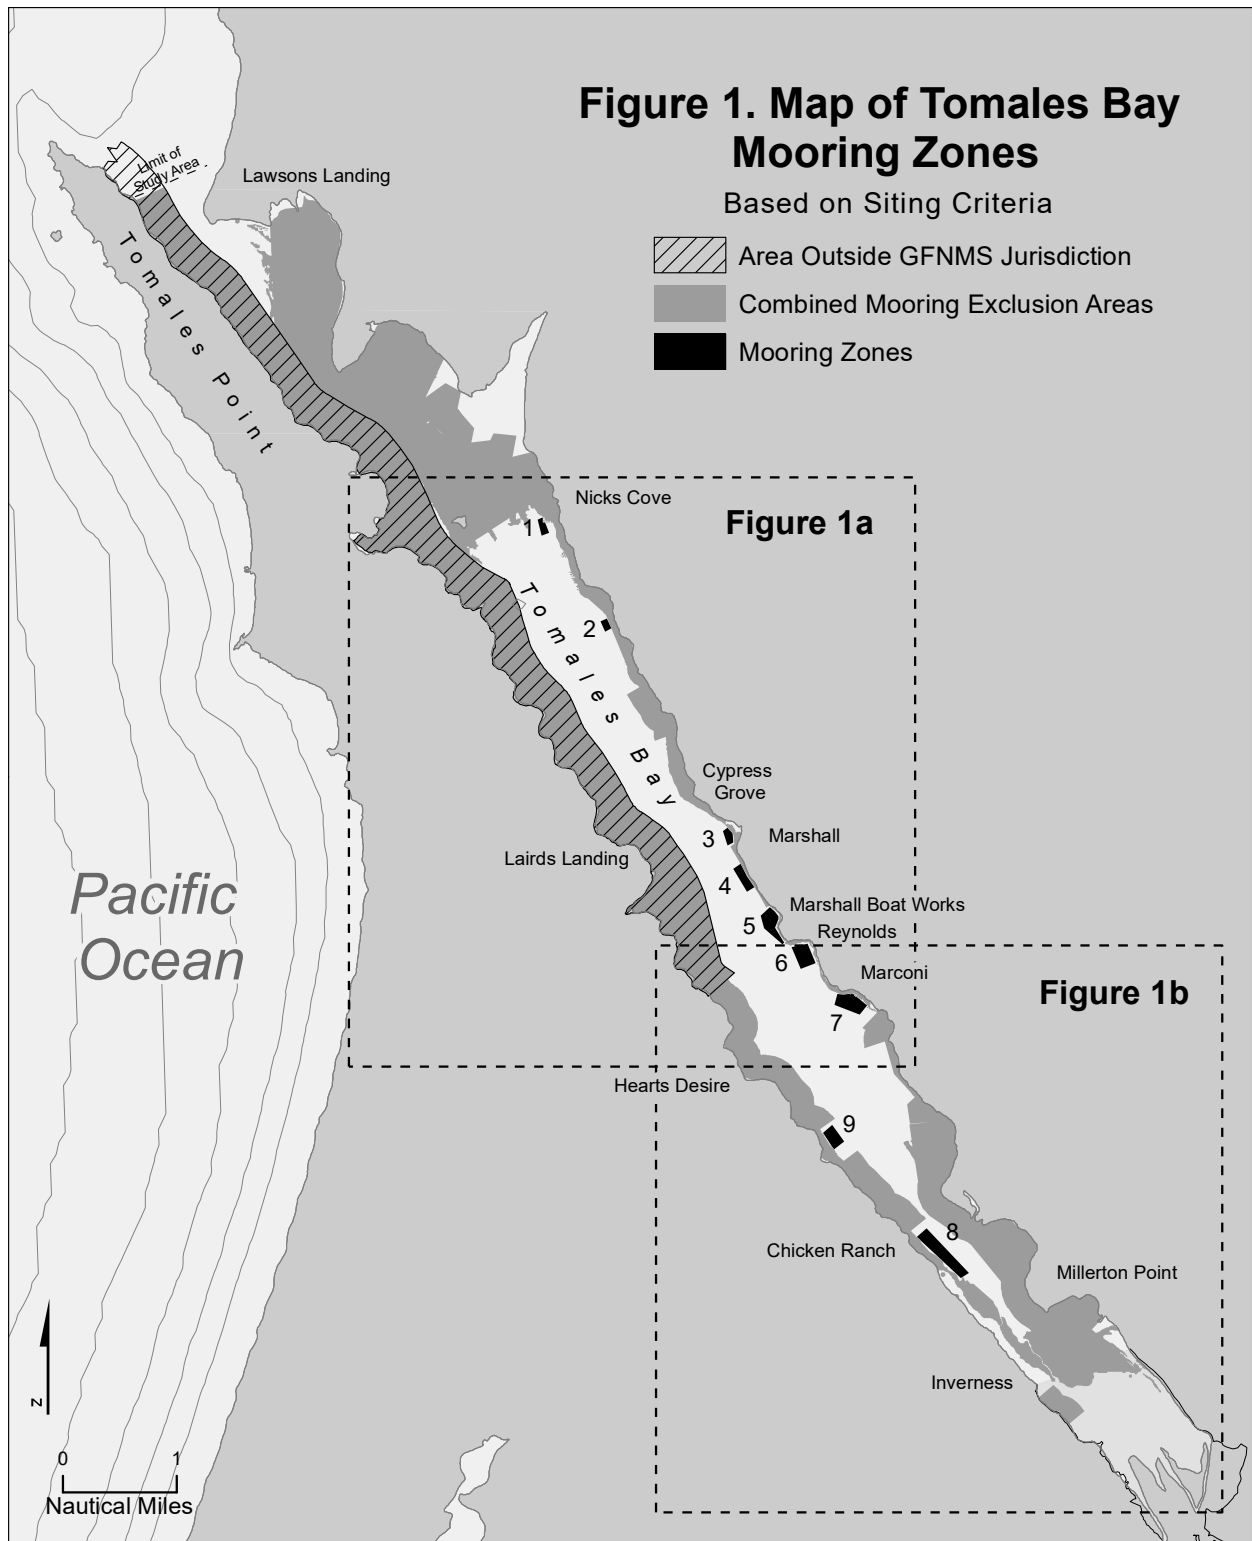 Figure 1. Map of Tomales Bay
Mooring Zones
Based on Siting Criteria
Area Outside GFNMS Jurisdiction
Combined Mooring Exclusion Areas
Mooring Zones
Limit of
Study Area
Lawsons Landing
Tomales Point
Nicks Cove
Figure 1a
1
Tomales Bay
2
Cypress
Grove
3
Marshall
Lairds Landing
4
Marshall Boat Works
5
Reynolds
6
Pacific
Ocean
Marconi
Figure 1b
7
Hearts Desire
9
8
Chicken Ranch
Millerton Point
Inverness
N
0 1
Nautical Miles